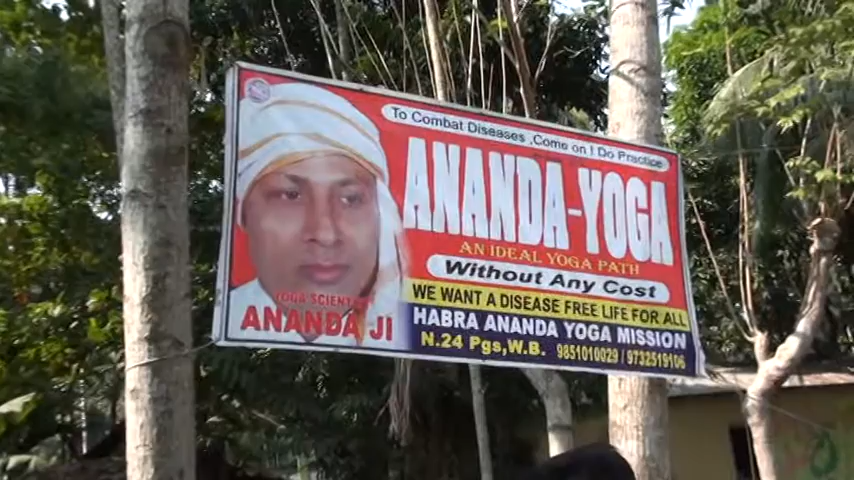 To Combat Diseases, Come on ! Do Practice
ANANDA-YOGA
AN IDEAL YOGA PATH
Without Any Cost
WE WANT A DISEASE FREE LIFE FOR ALL
YOGA SCIENTIST
ANANDA JI
HABRA ANANDA YOGA MISSION
N.24 Pgs,W.B. 9851010029 / 9732519106